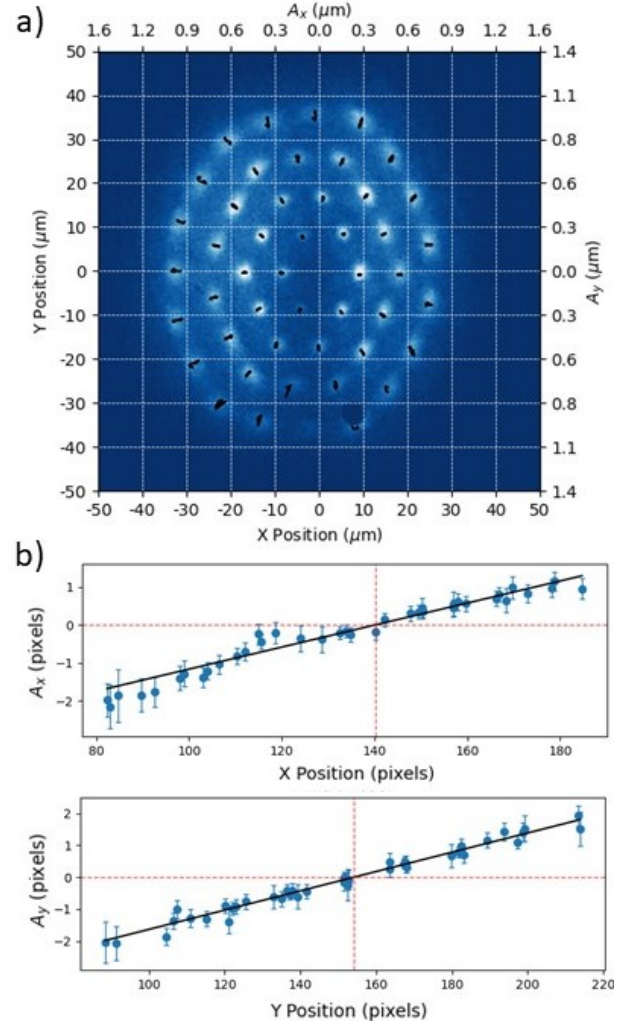 a)
A_x (μm)
1.6 1.2 0.9 0.6 0.3 0.0 0.3 0.6 0.9 1.2 1.6
50 1.4
40 1.1
30 0.8
20 0.6
10 0.3
0 0.0
-10 0.3
-20 0.6
-30 0.8
-40 1.1
-50 1.4
Y Position (μm)
A_y (μm)
-50 -40 -30 -20 -10 0 10 20 30 40 50
X Position (μm)
b)
1
0
-1
-2
A_x (pixels)
80 100 120 140 160 180
X Position (pixels)
2
1
0
-1
-2
A_y (pixels)
100 120 140 160 180 200 220
Y Position (pixels)